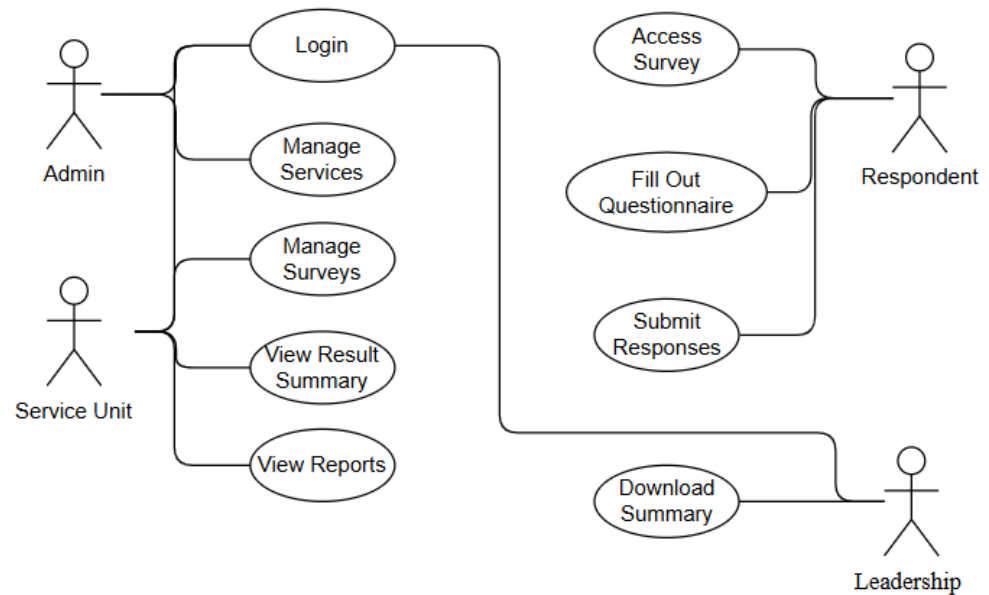 Login
Manage
Services
Manage
Surveys
View Result
Summary
View Reports
Admin
Service Unit
Access
Survey
Fill Out
Questionnaire
Submit
Responses
Download
Summary
Respondent
Leadership